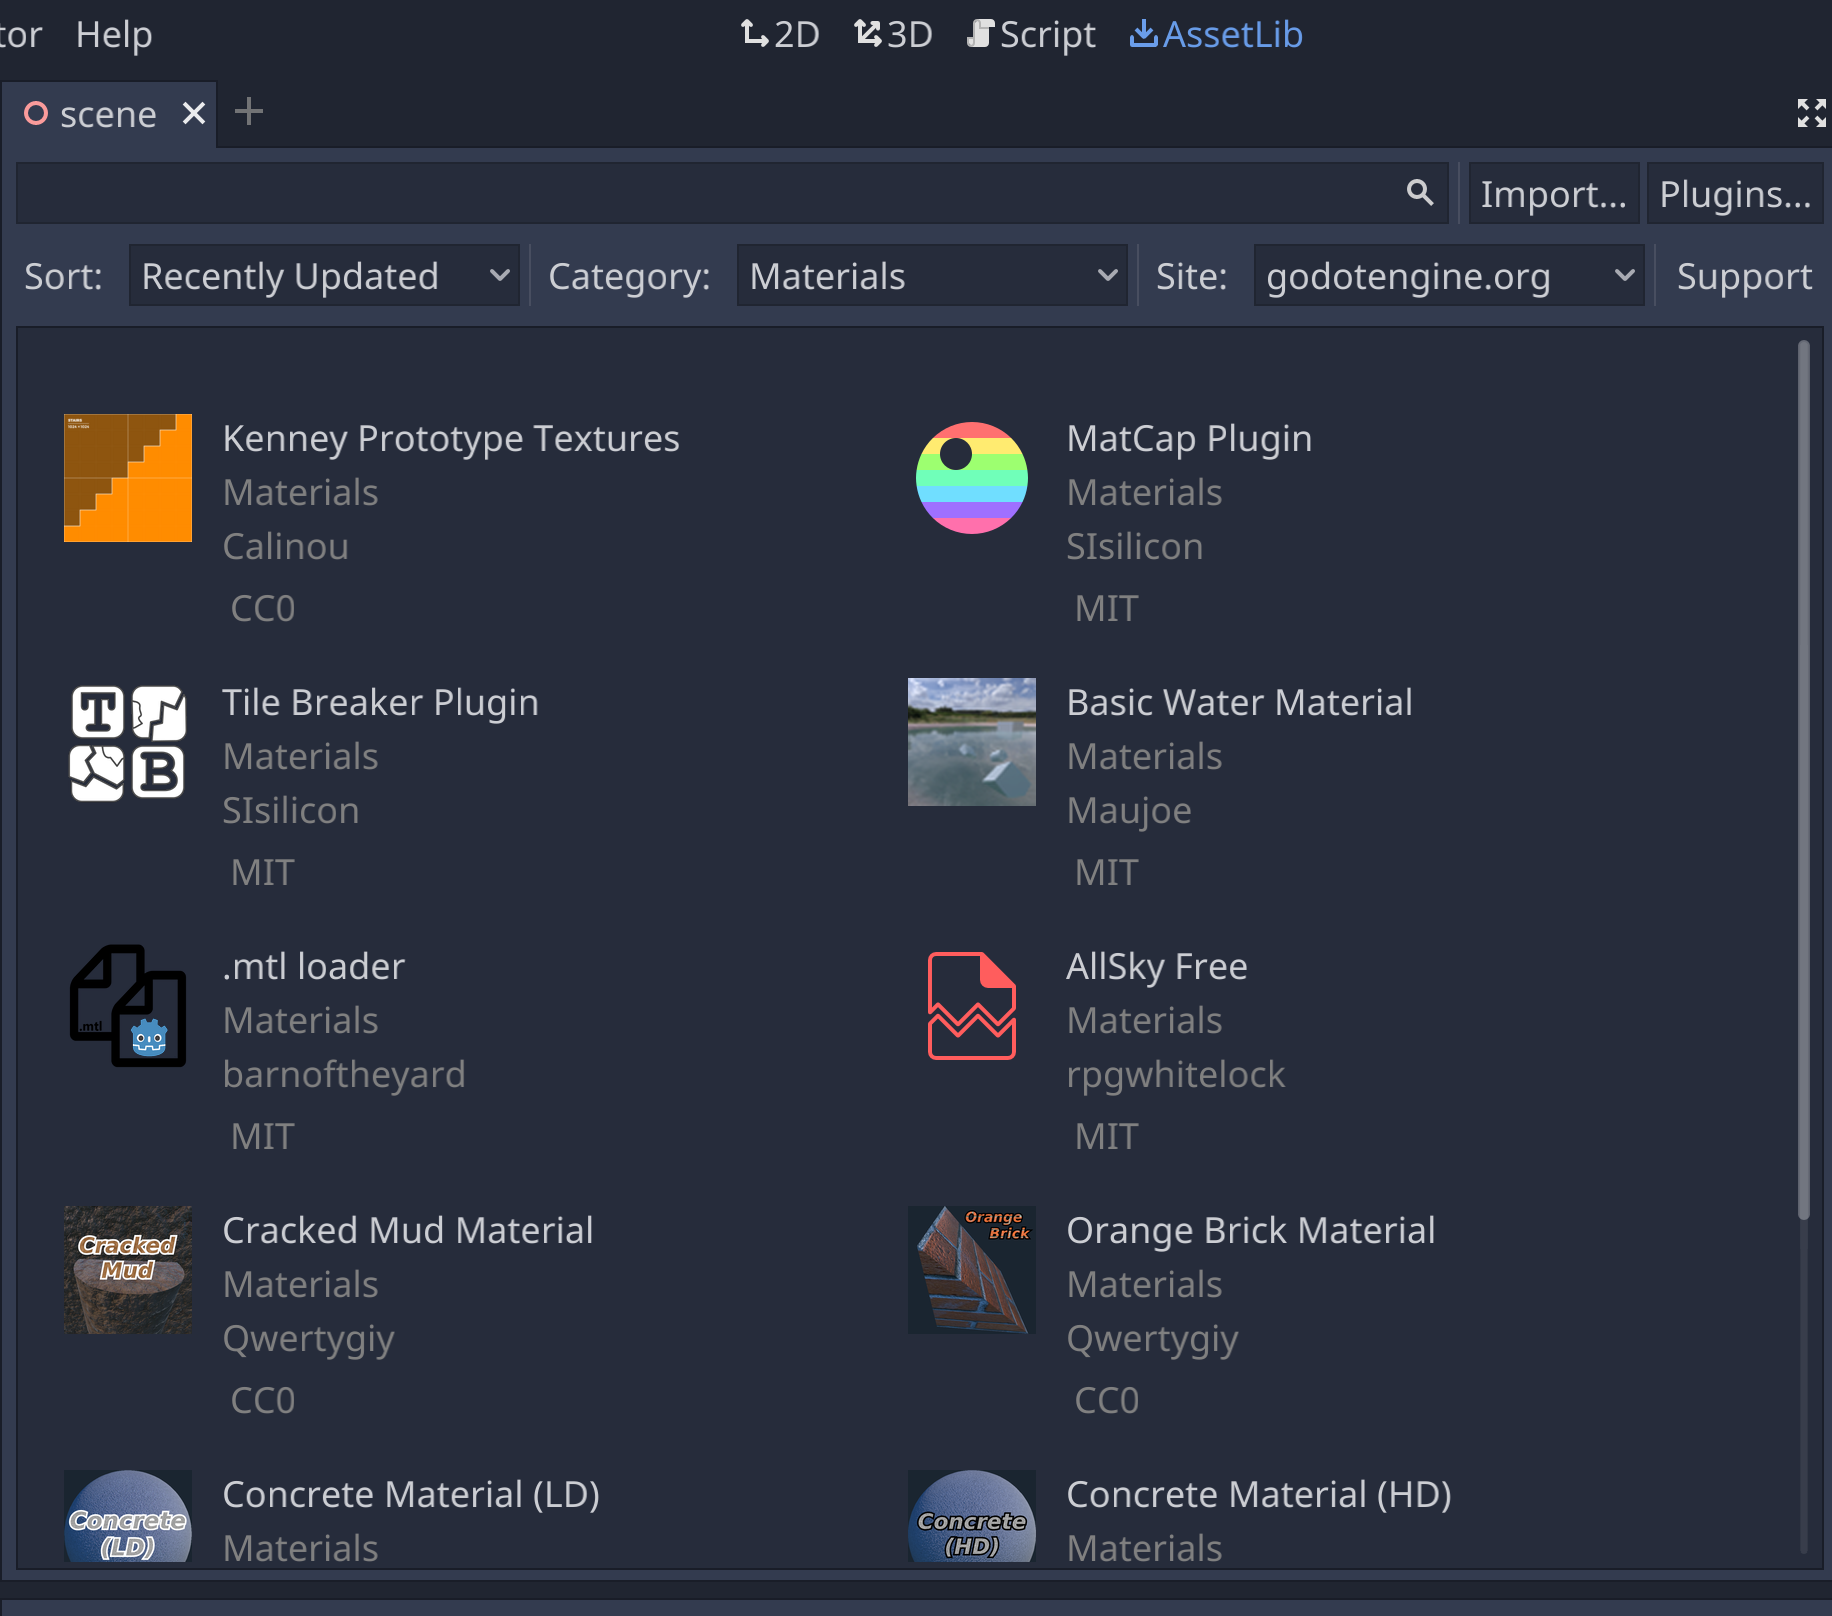 tor Help 2D 3D Script AssetLib
scene
Import... Plugins...
Sort: Recently Updated Category: Materials Site: godotengine.org Support
Kenney Prototype Textures
Materials
Calinou
CC0
MatCap Plugin
Materials
SIsilicon
MIT
T
B
Tile Breaker Plugin
Materials
SIsilicon
MIT
Basic Water Material
Materials
Maujoe
MIT
.mtl
.mtl loader
Materials
barnoftheyard
MIT
AllSky Free
Materials
rpgwhitelock
MIT
Cracked
Mud
Cracked Mud Material
Materials
Qwertygiy
CC0
Orange
Brick
Orange Brick Material
Materials
Qwertygiy
CC0
Concrete
(LD)
Concrete Material (LD)
Materials
Concrete
(HD)
Concrete Material (HD)
Materials